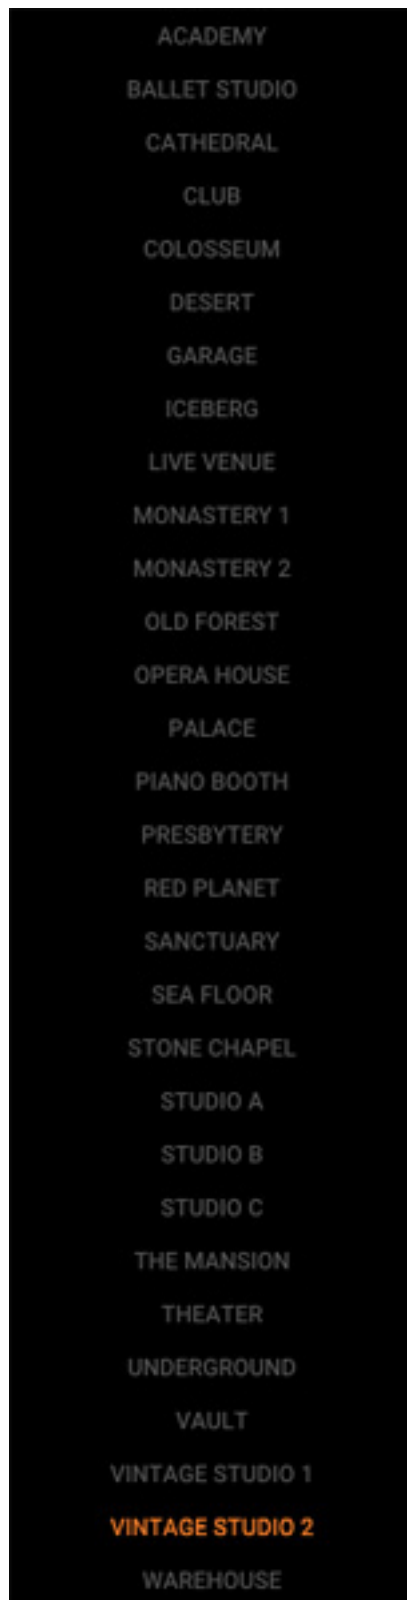 ACADEMY
BALLET STUDIO
CATHEDRAL
CLUB
COLOSSEUM
DESERT
GARAGE
ICEBERG
LIVE VENUE
MONASTERY 1
MONASTERY 2
OLD FOREST
OPERA HOUSE
PALACE
PIANO BOOTH
PRESBYTERY
RED PLANET
SANCTUARY
SEA FLOOR
STONE CHAPEL
STUDIO A
STUDIO B
STUDIO C
THE MANSION
THEATER
UNDERGROUND
VAULT
VINTAGE STUDIO 1
VINTAGE STUDIO 2
WAREHOUSE